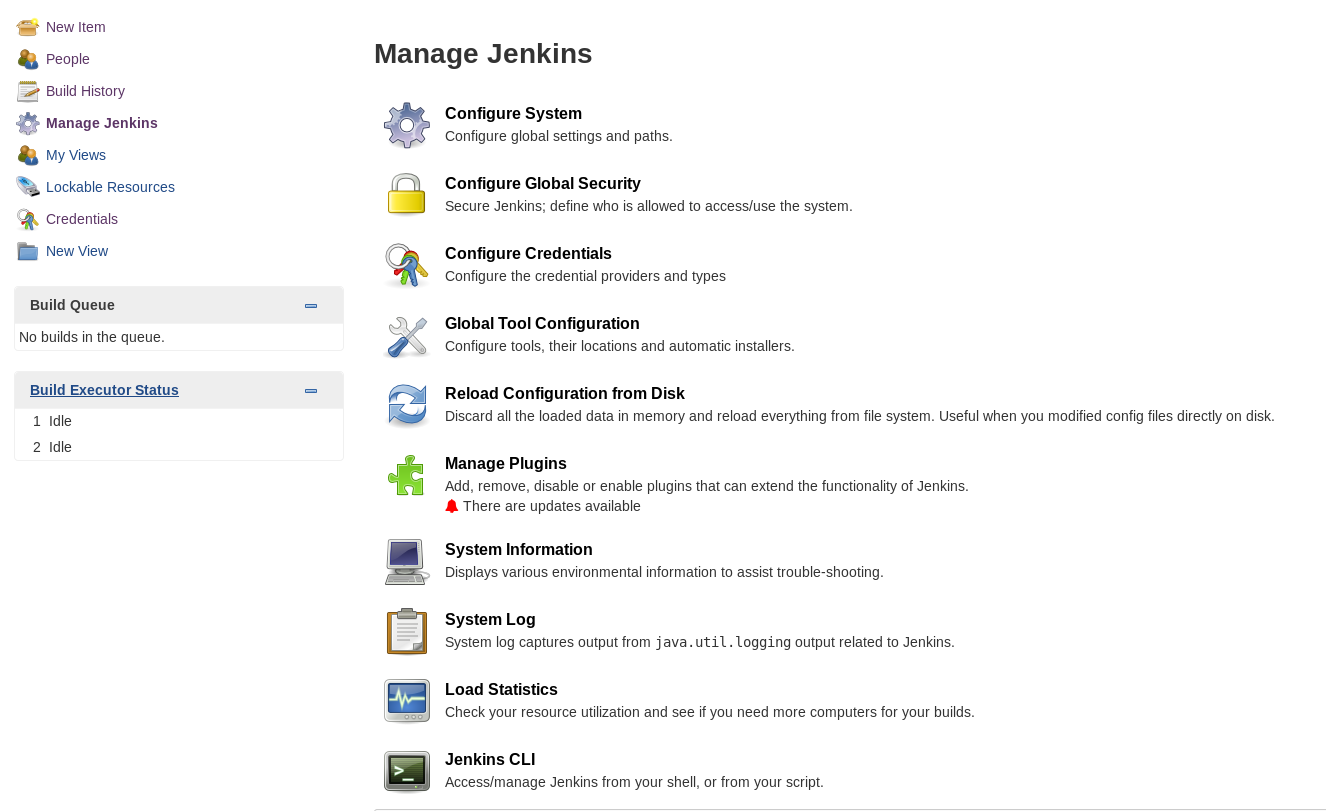 New Item
People
Build History
Manage Jenkins
My Views
Lockable Resources
Credentials
New View
Build Queue
No builds in the queue.
Build Executor Status
1 Idle
2 Idle
Manage Jenkins
Configure System
Configure global settings and paths.
Configure Global Security
Secure Jenkins; define who is allowed to access/use the system.
Configure Credentials
Configure the credential providers and types
Global Tool Configuration
Configure tools, their locations and automatic installers.
Reload Configuration from Disk
Discard all the loaded data in memory and reload everything from file system. Useful when you modified config files directly on disk.
Manage Plugins
Add, remove, disable or enable plugins that can extend the functionality of Jenkins.
There are updates available
System Information
Displays various environmental information to assist trouble-shooting.
System Log
System log captures output from java.util.logging output related to Jenkins.
Load Statistics
Check your resource utilization and see if you need more computers for your builds.
>_
Jenkins CLI
Access/manage Jenkins from your shell, or from your script.